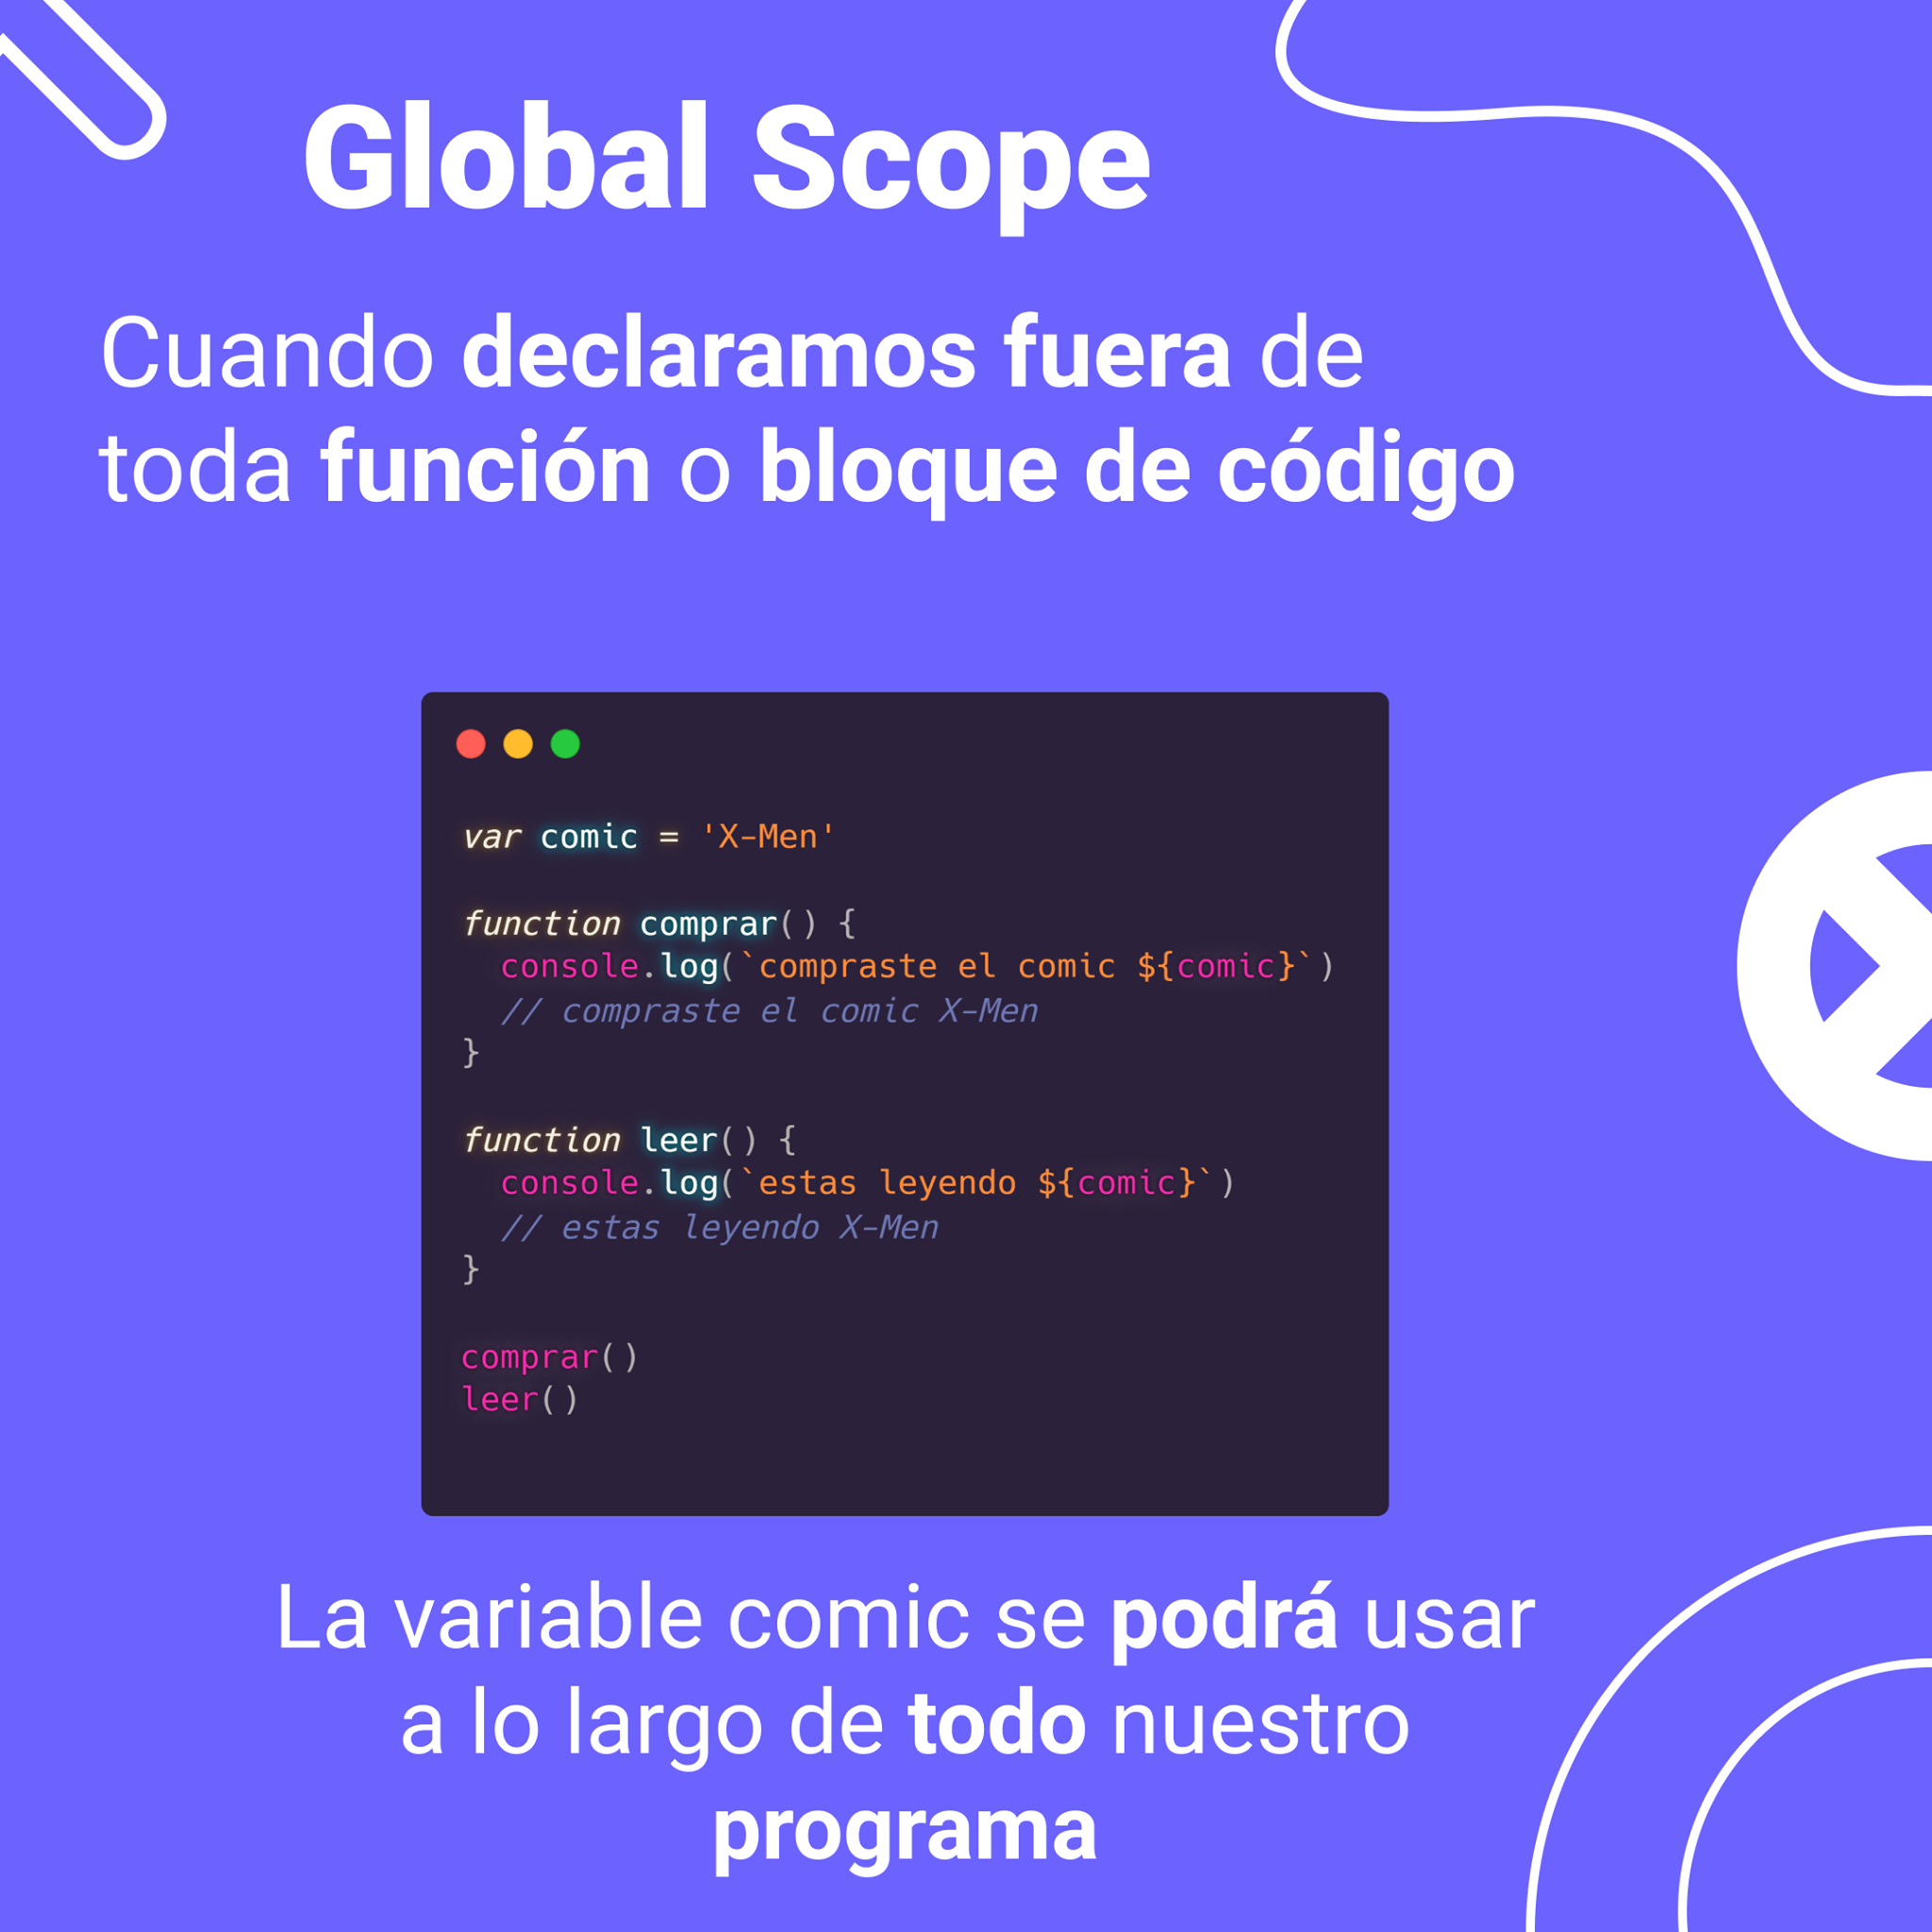 Global Scope
Cuando declaramos fuera de
toda función o bloque de código
var comic = 'X-Men'
function comprar() {
console.log(`compraste el comic ${comic}`)
// compraste el comic X-Men
}
function leer() {
console.log(`estas leyendo ${comic}`)
// estas leyendo X-Men
}
comprar()
leer()
La variable comic se podrá usar
a lo largo de todo nuestro
programa